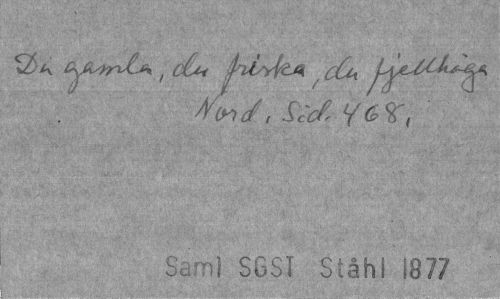 Du gamla, du friska, du fjellhöga
Nord. Sid. 468.
Saml SGST Ståhl 1877